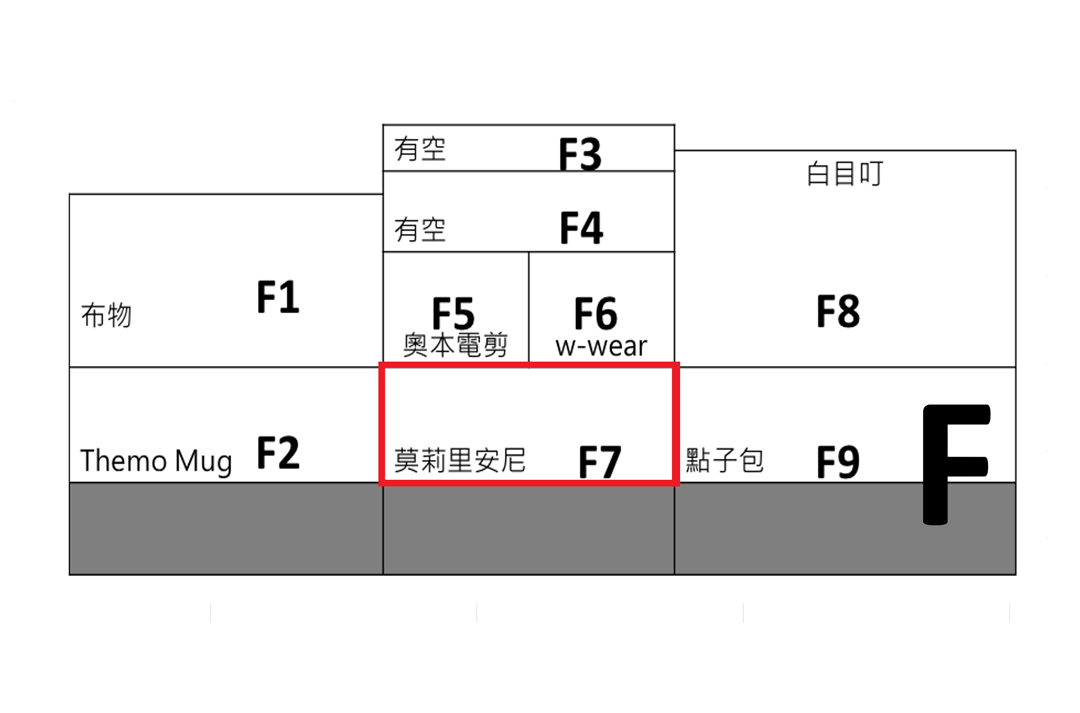 有空 F3
白目叮
有空 F4
布物 F1
F5
奧本電剪
F6
w-wear
F8
Themo Mug F2
莫莉里安尼 F7
點子包 F9
F